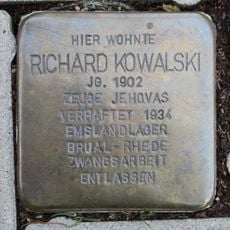 HIER WOHNTE
RICHARD KOWALSKI
JG. 1902
ZEUGE JEHOVAS
VERHAFTET 1934
EMSLANDLAGER
BRUAL-RHEDE
ZWANGSARBEIT
ENTLASSEN